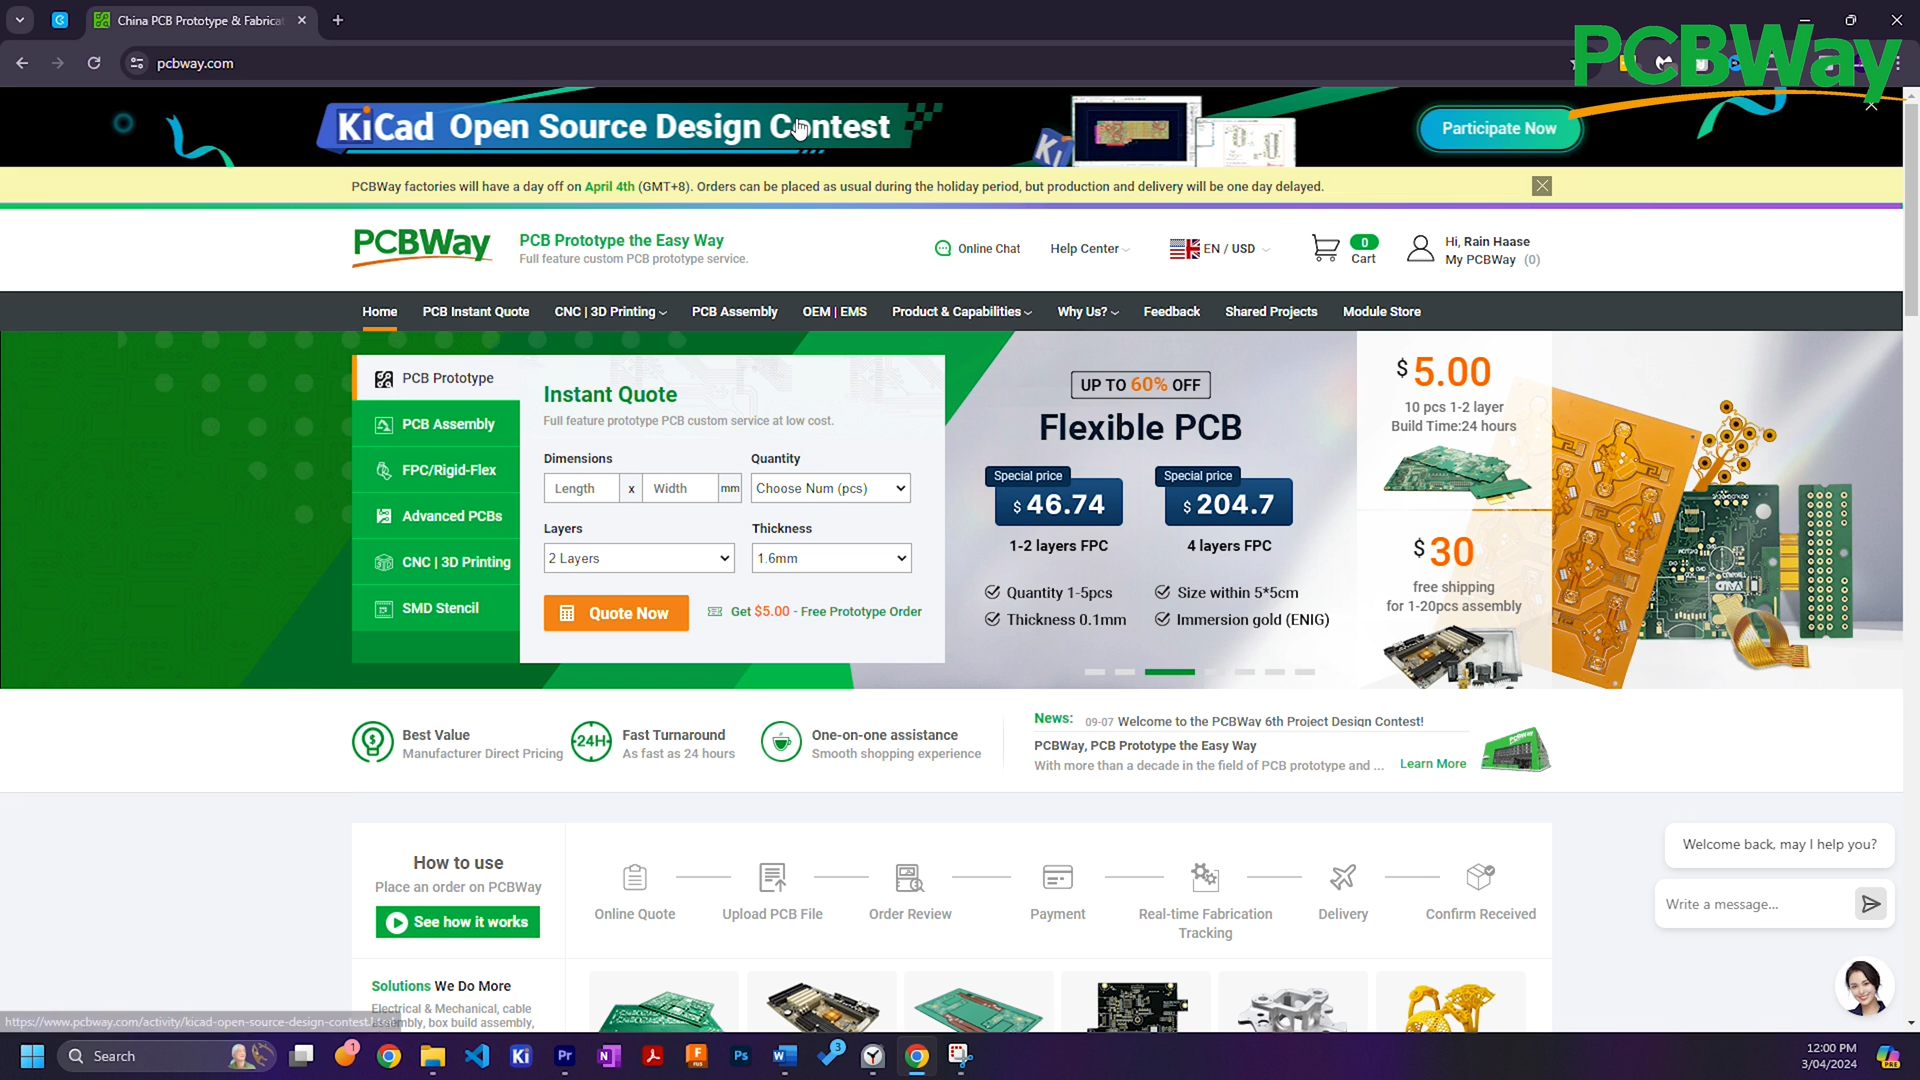 China PCB Prototype & Fabricat
pcbway.com
PCBWay
KiCad Open Source Design Contest
Participate Now
PCBWay factories will have a day off on April 4th (GMT+8). Orders can be placed as usual during the holiday period, but production and delivery will be one day delayed.
PCBWay
PCB Prototype the Easy Way
Full feature custom PCB prototype service.
Online Chat
Help Center
EN / USD
0
Cart
Hi, Rain Haase
My PCBWay (0)
Home
PCB Instant Quote
CNC | 3D Printing
PCB Assembly
OEM | EMS
Product & Capabilities
Why Us?
Feedback
Shared Projects
Module Store
PCB Prototype
PCB Assembly
FPC/Rigid-Flex
Advanced PCBs
CNC | 3D Printing
SMD Stencil
Instant Quote
Full feature prototype PCB custom service at low cost.
Dimensions
Quantity
Length x Width mm
Choose Num (pcs)
Layers
Thickness
2 Layers
1.6mm
Quote Now
Get $5.00 - Free Prototype Order
UP TO 60% OFF
Flexible PCB
Special price
$ 46.74
1-2 layers FPC
Special price
$ 204.7
4 layers FPC
Quantity 1-5pcs
Size within 5*5cm
Thickness 0.1mm
Immersion gold (ENIG)
$ 5.00
10 pcs 1-2 layer
Build Time:24 hours
$ 30
free shipping
for 1-20pcs assembly
Best Value
Manufacturer Direct Pricing
24H
Fast Turnaround
As fast as 24 hours
One-on-one assistance
Smooth shopping experience
News: 09-07 Welcome to the PCBWay 6th Project Design Contest!
PCBWay, PCB Prototype the Easy Way
With more than a decade in the field of PCB prototype and ...
Learn More
How to use
Place an order on PCBWay
See how it works
Online Quote
Upload PCB File
Order Review
Payment
Real-time Fabrication
Tracking
Delivery
Confirm Received
Welcome back, may I help you?
Write a message...
Solutions We Do More
Electrical & Mechanical, cable
assembly, box build assembly,
https://www.pcbway.com/activity/kicad-open-source-design-contest.html
Search
1
Ki
Pr
N
F
Ps
W
3
12:00 PM
3/04/2024
PRE